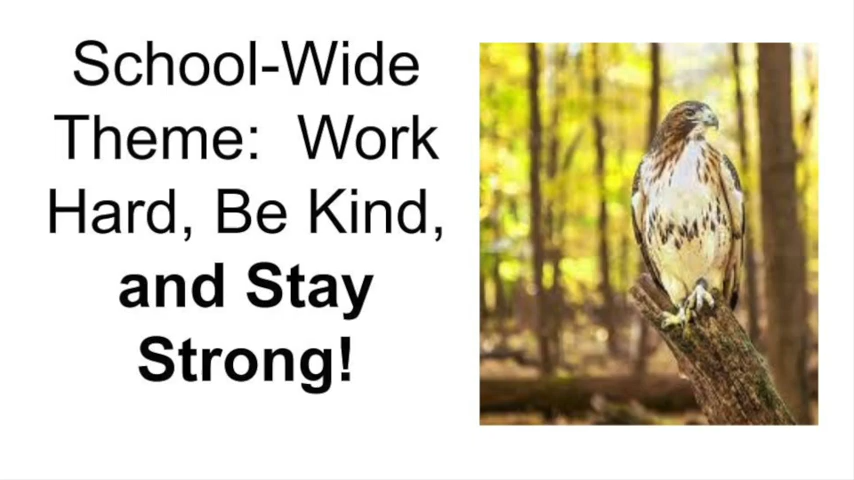 School-Wide
Theme:  Work
Hard, Be Kind,
and Stay
Strong!